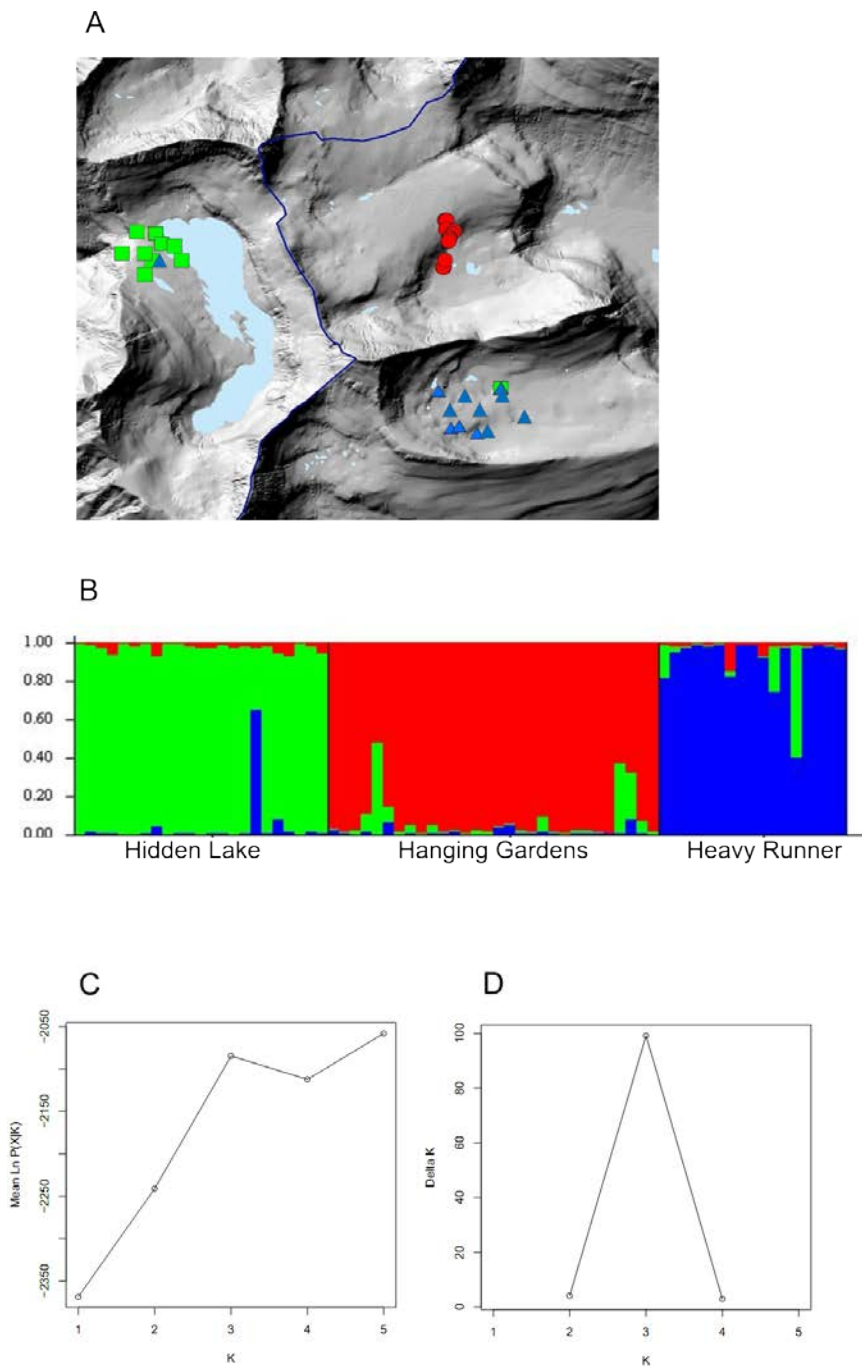 A
B
1.00
0.80
0.60
0.40
0.20
0.00
Hidden Lake Hanging Gardens Heavy Runner
C
Mean Ln P(X|K)
-2050
-2150
-2250
-2350
1 2 3 4 5
K
D
Delta K
100
80
60
40
20
0
1 2 3 4 5
K